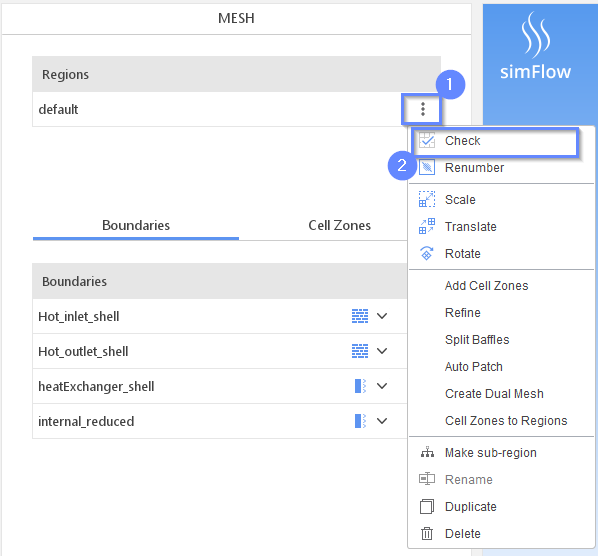 MESH
simFlow
Regions
1
default
Check
2
Renumber
Scale
Boundaries Cell Zones
Translate
Rotate
Boundaries
Add Cell Zones
Hot_inlet_shell
Refine
Split Baffles
Hot_outlet_shell
Auto Patch
heatExchanger_shell
Create Dual Mesh
internal_reduced
Cell Zones to Regions
Make sub-region
Rename
Duplicate
Delete